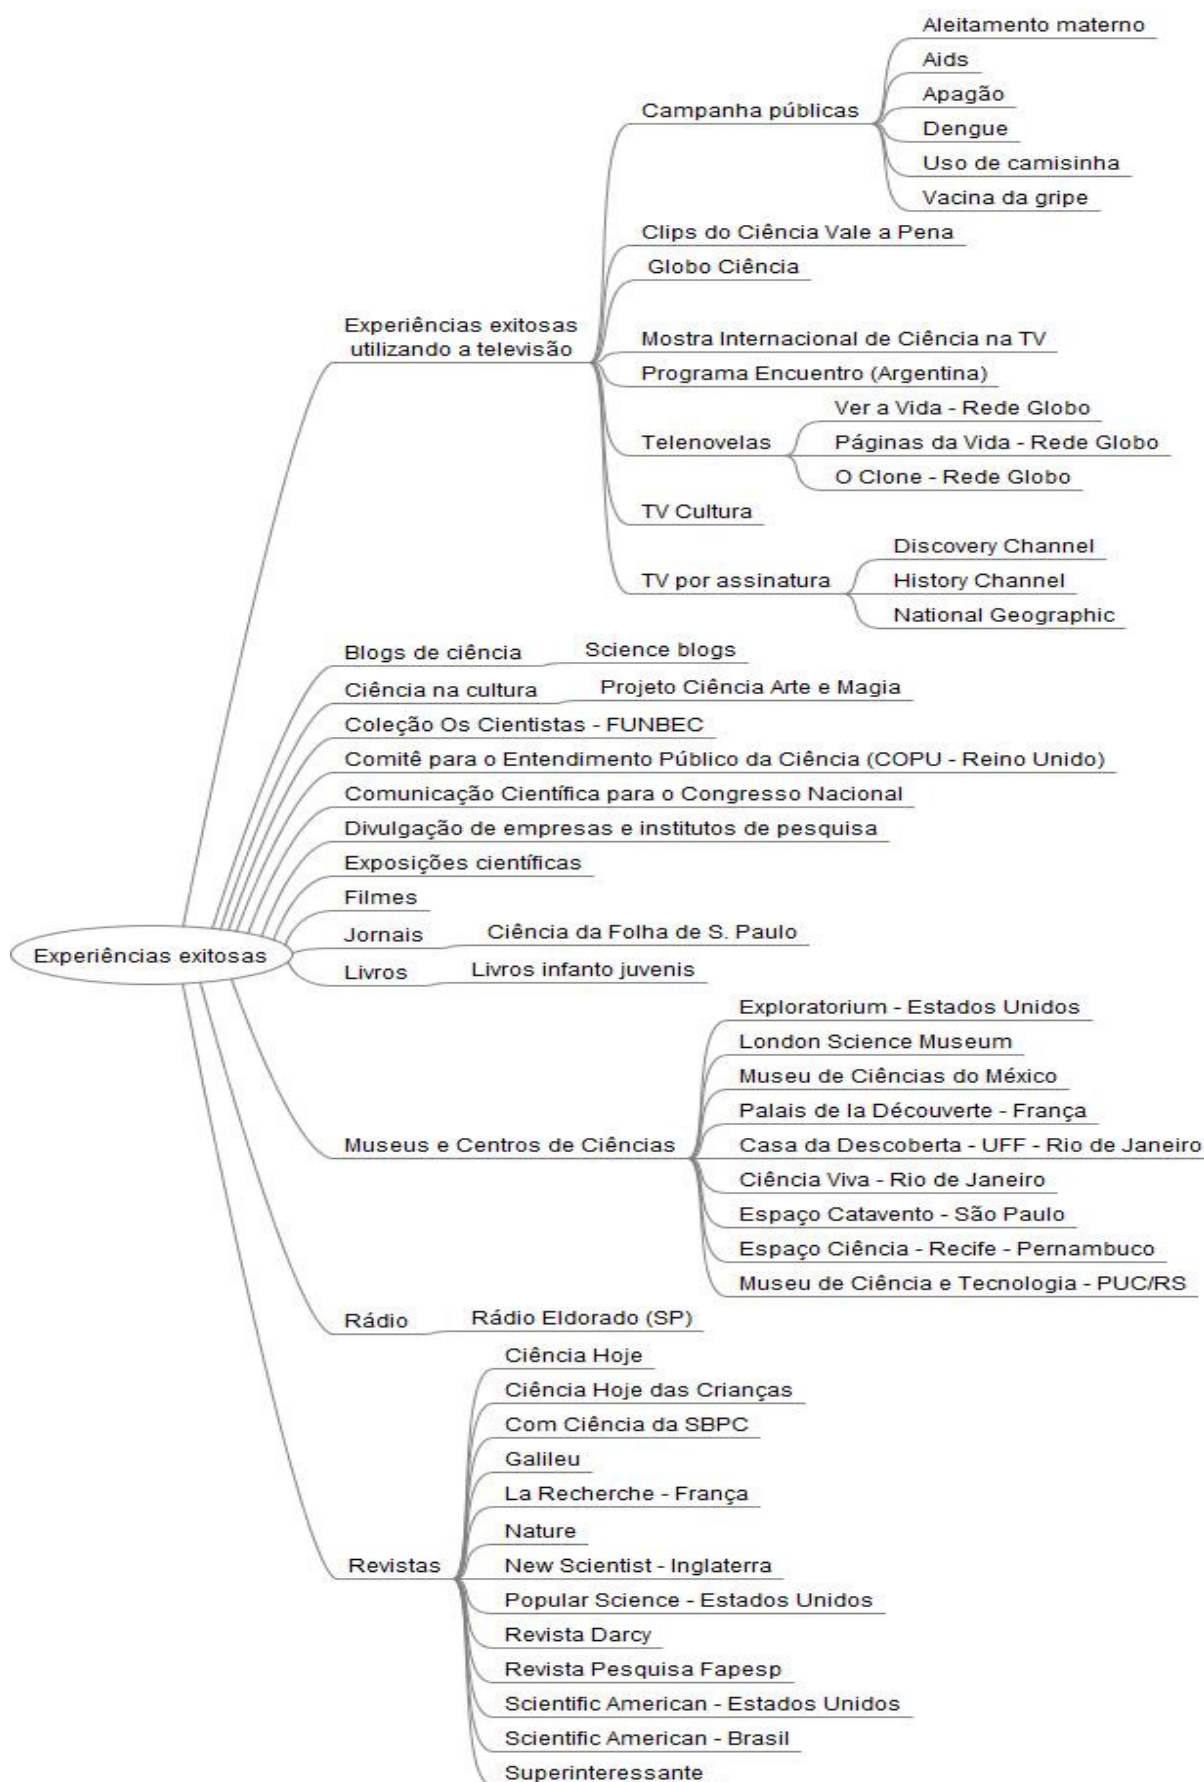 Aleitamento materno
Aids
Campanha públicas
Apagão
Dengue
Uso de camisinha
Vacina da gripe
Clips do Ciência Vale a Pena
Globo Ciência
Experiências exitosas
utilizando a televisão
Mostra Internacional de Ciência na TV
Programa Encuentro (Argentina)
Ver a Vida - Rede Globo
Telenovelas
Páginas da Vida - Rede Globo
O Clone - Rede Globo
TV Cultura
Discovery Channel
TV por assinatura
History Channel
National Geographic
Blogs de ciência
Science blogs
Ciência na cultura
Projeto Ciência Arte e Magia
Coleção Os Cientistas - FUNBEC
Comitê para o Entendimento Público da Ciência (COPU - Reino Unido)
Comunicação Científica para o Congresso Nacional
Divulgação de empresas e institutos de pesquisa
Exposições científicas
Filmes
Experiências exitosas
Jornais
Ciência da Folha de S. Paulo
Livros
Livros infanto juvenis
Exploratorium - Estados Unidos
London Science Museum
Museu de Ciências do México
Palais de la Découverte - França
Museus e Centros de Ciências
Casa da Descoberta - UFF - Rio de Janeiro
Ciência Viva - Rio de Janeiro
Espaço Catavento - São Paulo
Espaço Ciência - Recife - Pernambuco
Museu de Ciência e Tecnologia - PUC/RS
Rádio
Rádio Eldorado (SP)
Ciência Hoje
Ciência Hoje das Crianças
Com Ciência da SBPC
Galileu
La Recherche - França
Nature
Revistas
New Scientist - Inglaterra
Popular Science - Estados Unidos
Revista Darcy
Revista Pesquisa Fapesp
Scientific American - Estados Unidos
Scientific American - Brasil
Superinteressante